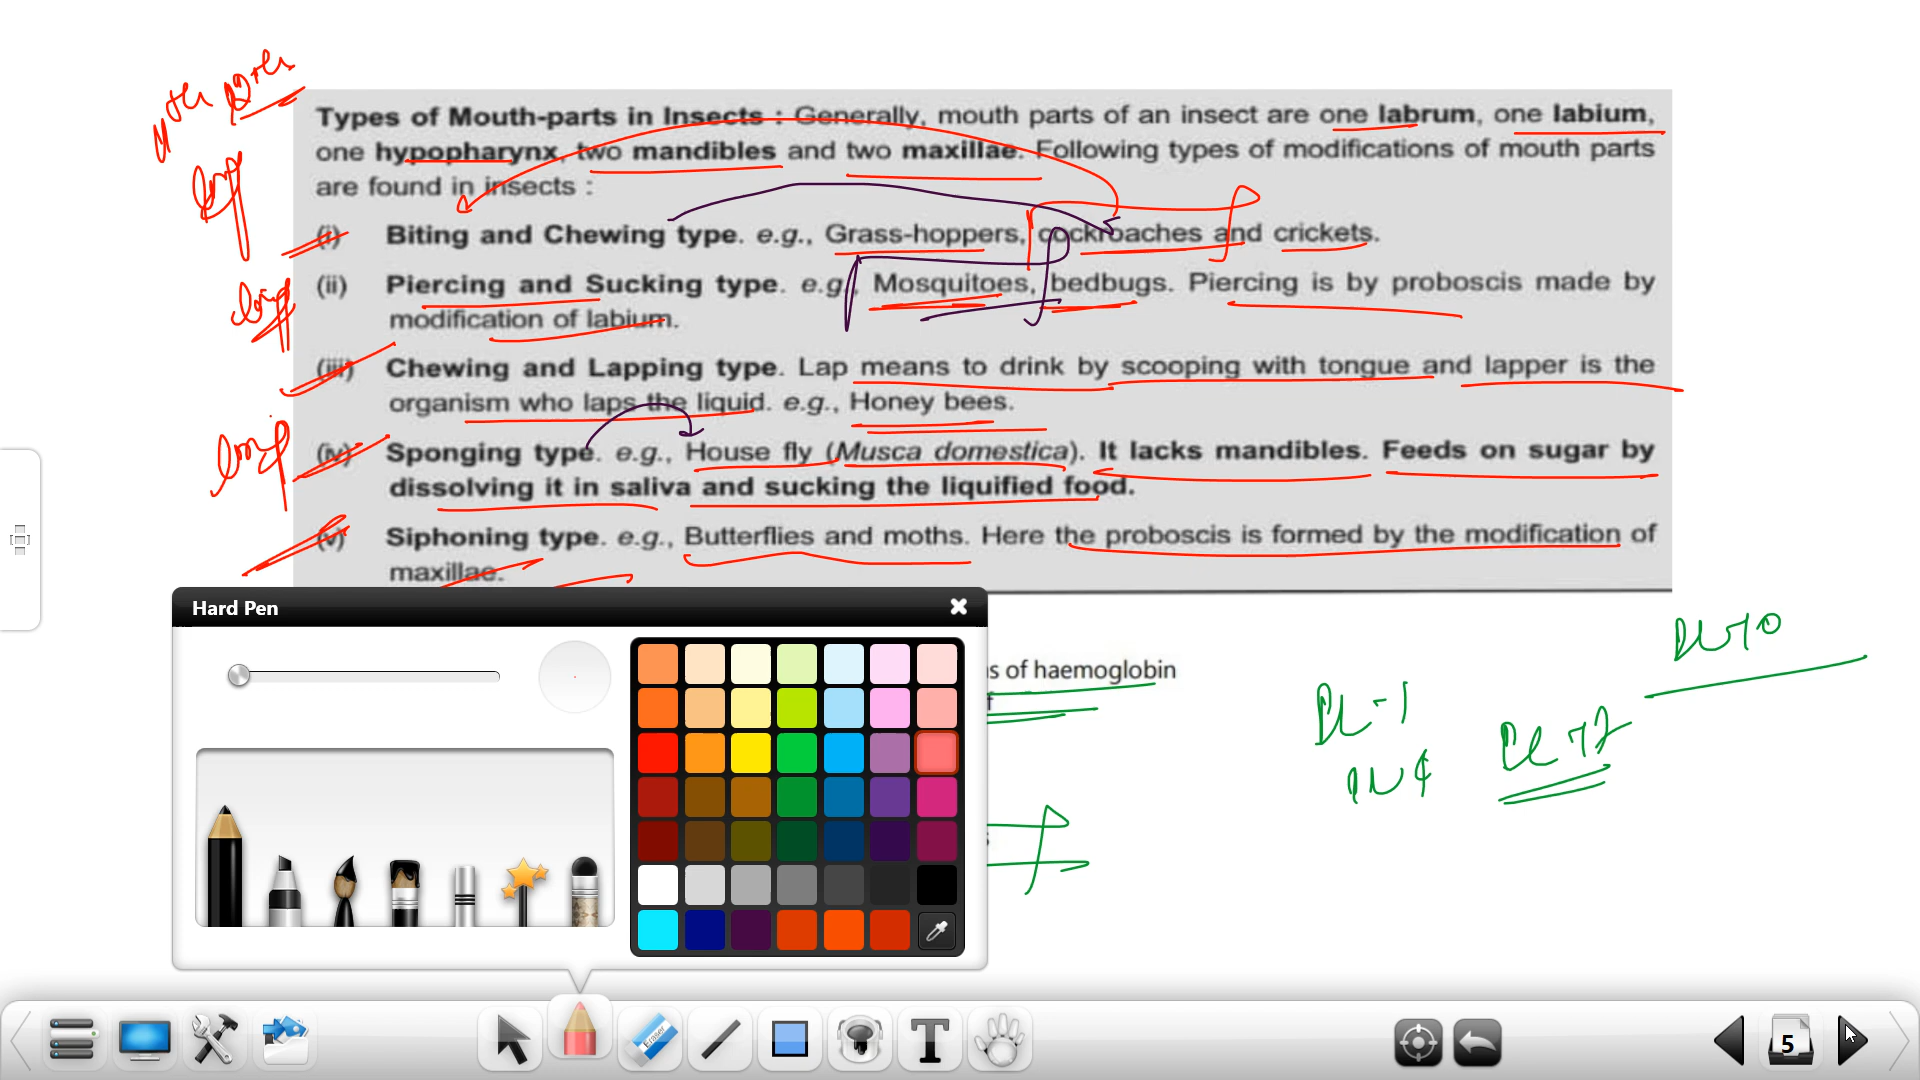 Types of Mouth-parts in Insects : Generally, mouth parts of an insect are one labrum, one labium,
one hypopharynx, two mandibles and two maxillae. Following types of modifications of mouth parts
are found in insects :
(i) Biting and Chewing type. e.g., Grass-hoppers, cockroaches and crickets.
(ii) Piercing and Sucking type. e.g., Mosquitoes, bedbugs. Piercing is by proboscis made by
modification of labium.
(iii) Chewing and Lapping type. Lap means to drink by scooping with tongue and lapper is the
organism who laps the liquid. e.g., Honey bees.
(iv) Sponging type. e.g., House fly (Musca domestica). It lacks mandibles. Feeds on sugar by
dissolving it in saliva and sucking the liquified food.
(v) Siphoning type. e.g., Butterflies and moths. Here the proboscis is formed by the modification of
maxillae.
Hard Pen
s of haemoglobin
Eraser
T
5